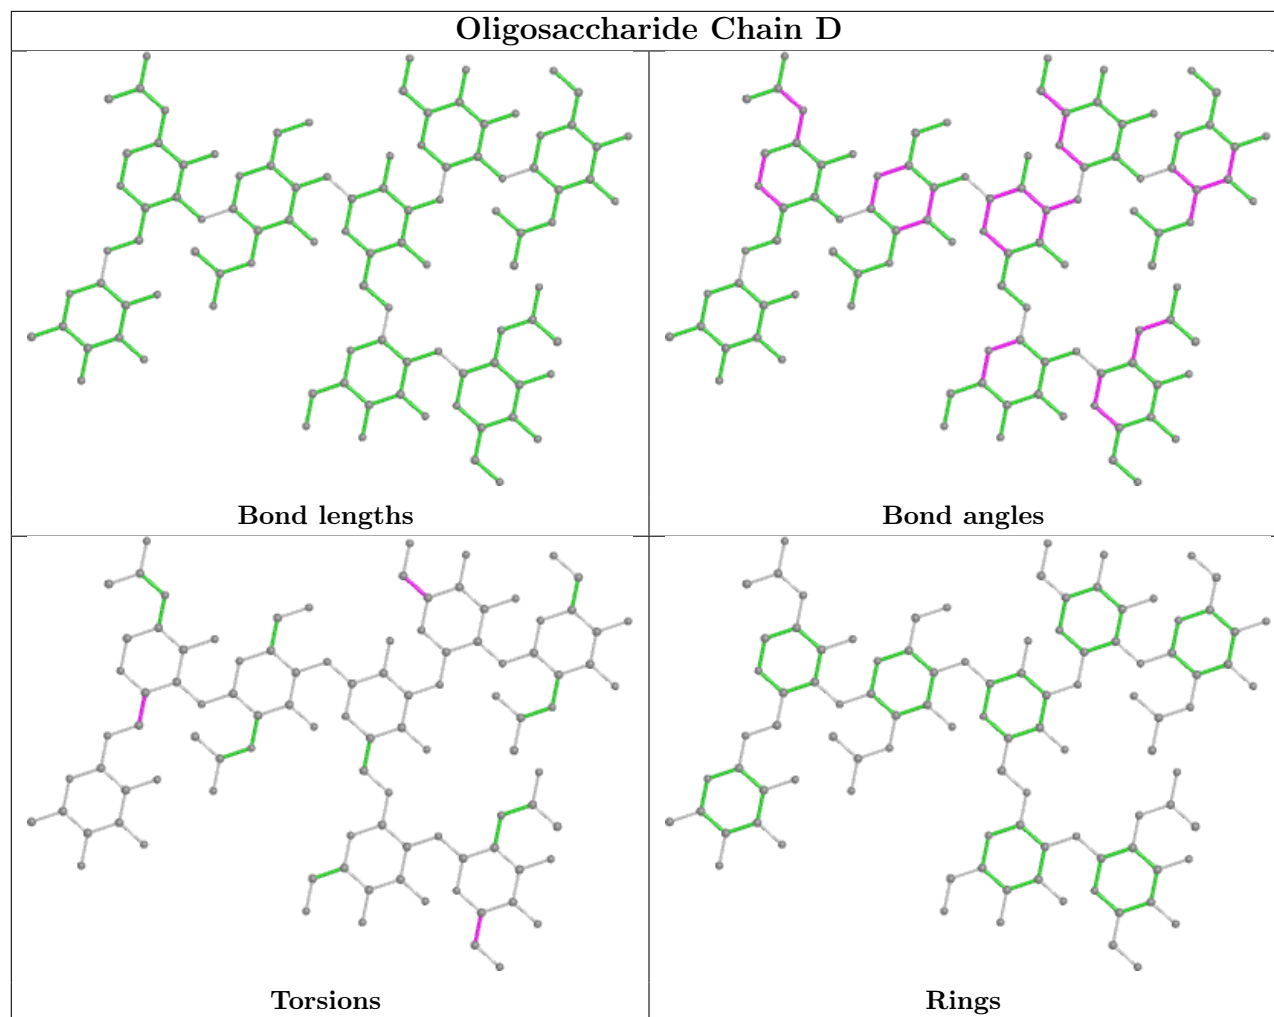 Oligosaccharide Chain D
Bond lengths
Bond angles
Torsions
Rings